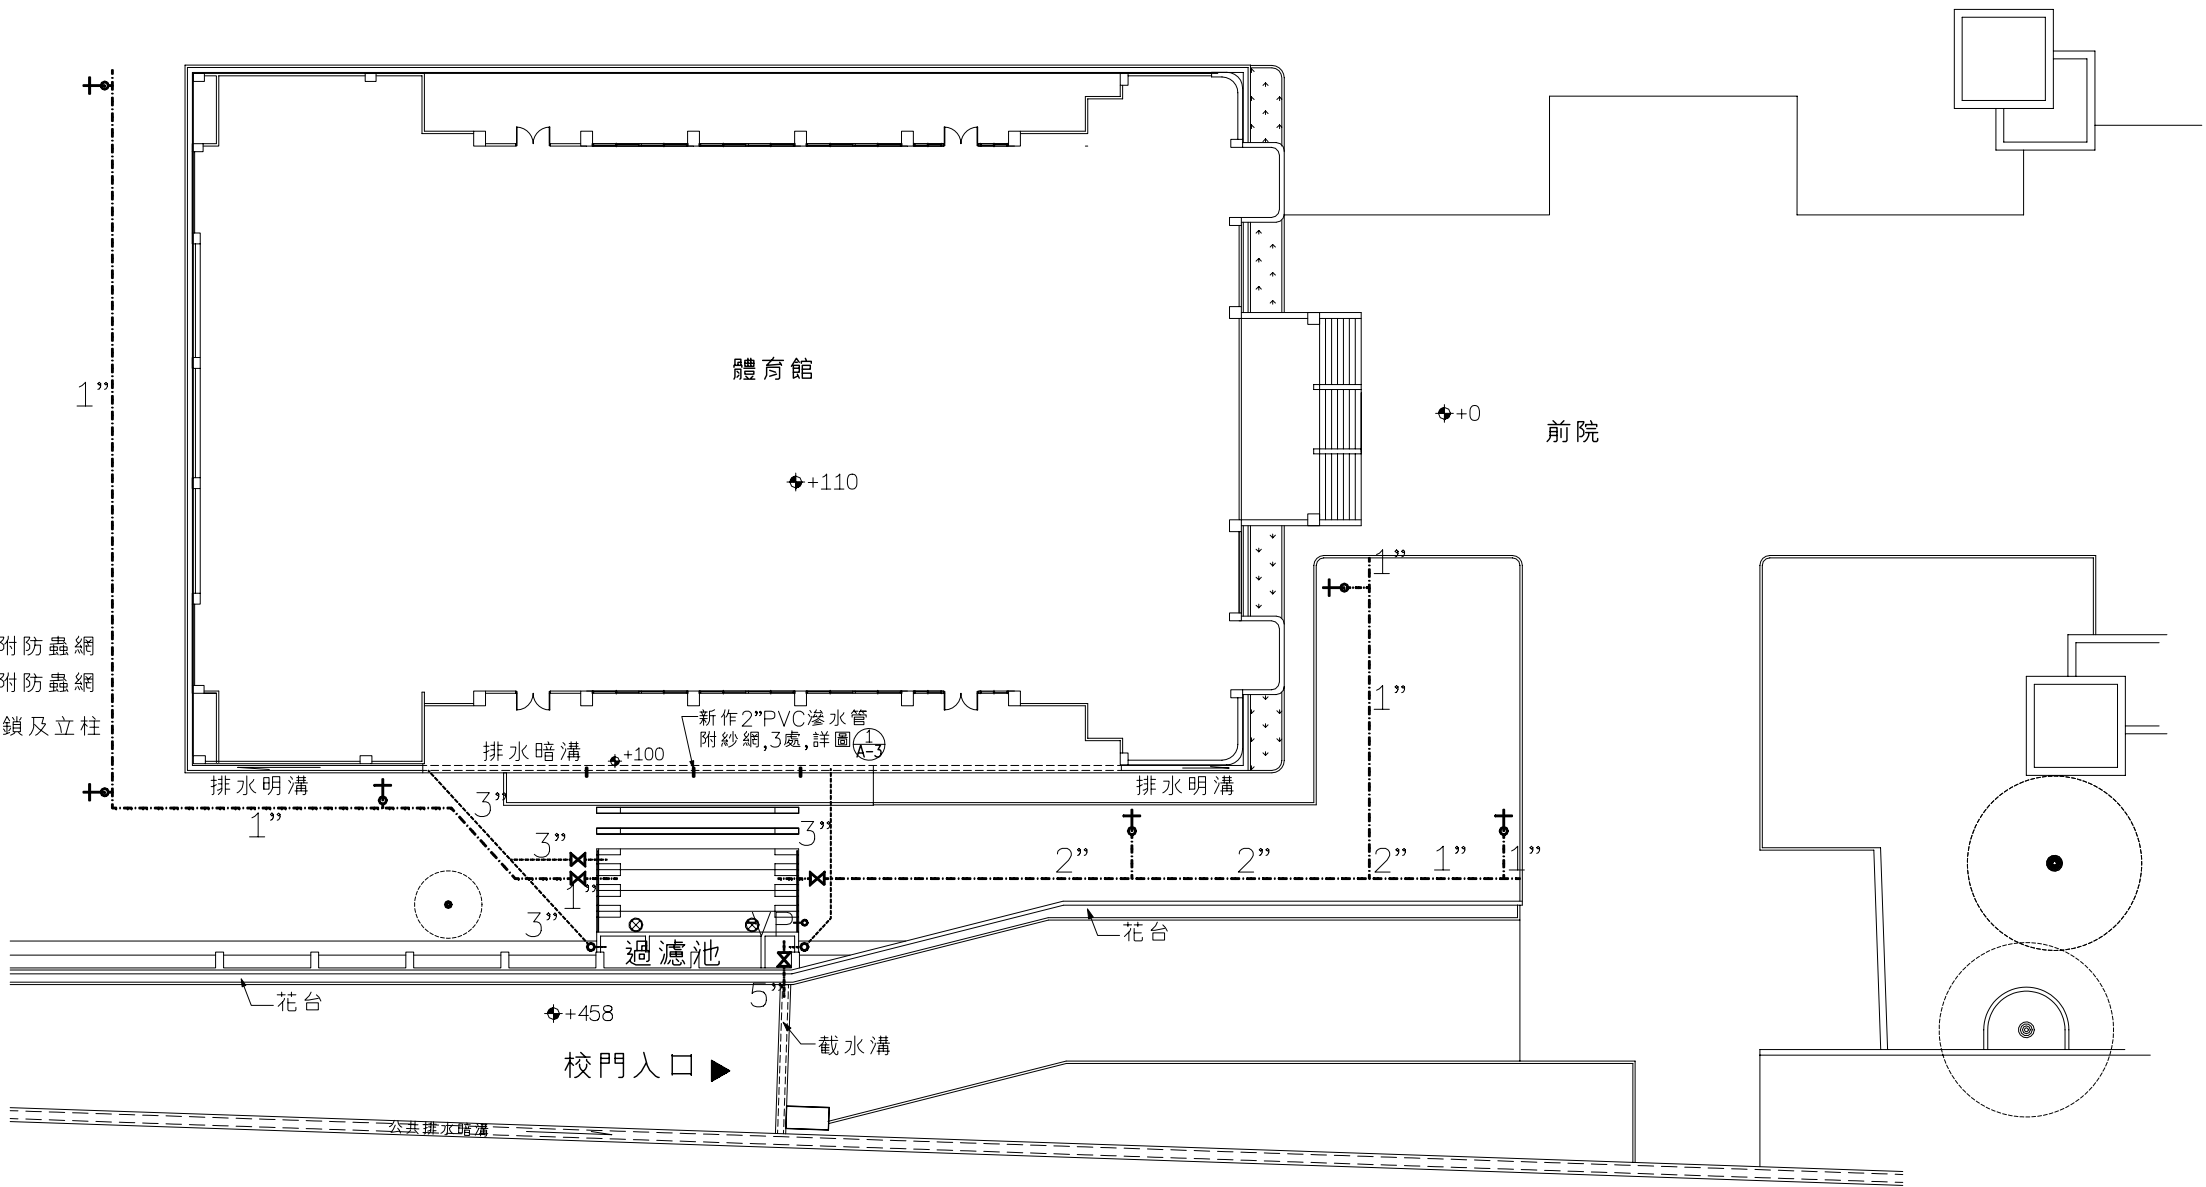 體育館
1”
+0
前院
+110
1”
附防蟲網
附防蟲網
鎖及立柱
1”
新作2”PVC滲水管
附紗網,3處,詳圖
1
A-3
排水暗溝
+100
排水明溝
排水明溝
3”
1”
3”
3”
2”
2”
2”
1”
1”
1”
3”
P
過濾池
花台
花台
5”
+458
截水溝
校門入口
公共排水暗溝